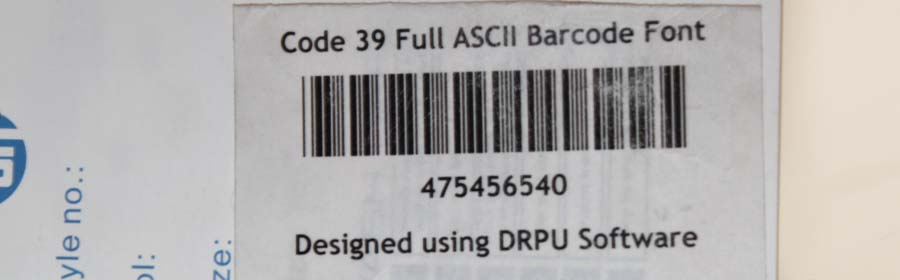 Code 39 Full ASCII Barcode Font
475456540
Designed using DRPU Software
yle no.:
ol:
ze: